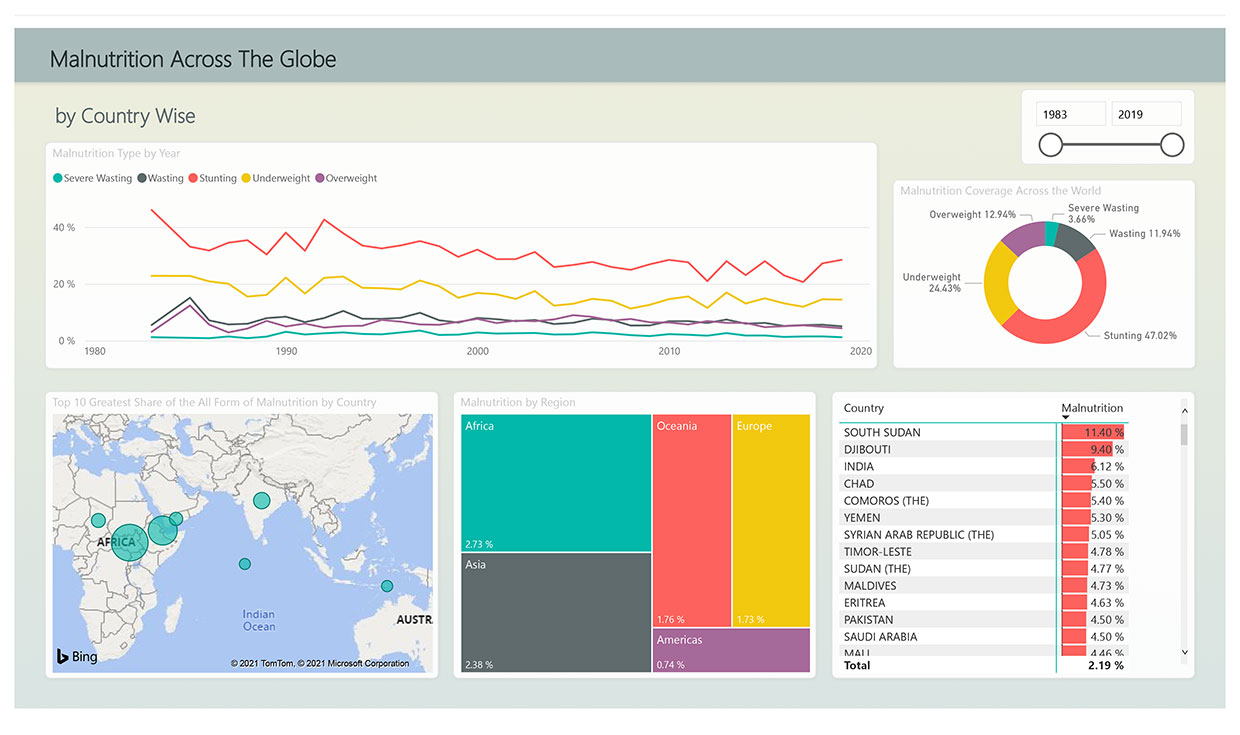 Malnutrition Across The Globe
by Country Wise
1983
2019
Malnutrition Type by Year
Severe Wasting Wasting Stunting Underweight Overweight
40 %
20 %
0 %
1980 1990 2000 2010 2020
Malnutrition Coverage Across the World
Overweight 12.94%
Severe Wasting
3.66%
Wasting 11.94%
Underweight
24.43%
Stunting 47.02%
Top 10 Greatest Share of the All Form of Malnutrition by Country
AFRICA
Indian
Ocean
AUSTR
Bing
© 2021 TomTom, © 2021 Microsoft Corporation
Malnutrition by Region
Africa
2.73 %
Asia
2.38 %
Oceania
1.76 %
Europe
1.73 %
Americas
0.74 %
Country Malnutrition
SOUTH SUDAN 11.40 %
DJIBOUTI 9.40 %
INDIA 6.12 %
CHAD 5.50 %
COMOROS (THE) 5.40 %
YEMEN 5.30 %
SYRIAN ARAB REPUBLIC (THE) 5.05 %
TIMOR-LESTE 4.78 %
SUDAN (THE) 4.77 %
MALDIVES 4.73 %
ERITREA 4.63 %
PAKISTAN 4.50 %
SAUDI ARABIA 4.50 %
MALI 4.46 %
Total 2.19 %